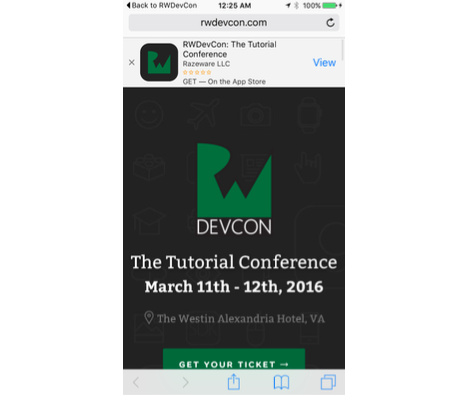 Back to RWDevCon 12:25 AM 100%
rwdevcon.com
RWDevCon: The Tutorial
Conference
Razeware LLC
GET — On the App Store
View
RW
DEVCON
The Tutorial Conference
March 11th - 12th, 2016
The Westin Alexandria Hotel, VA
GET YOUR TICKET →